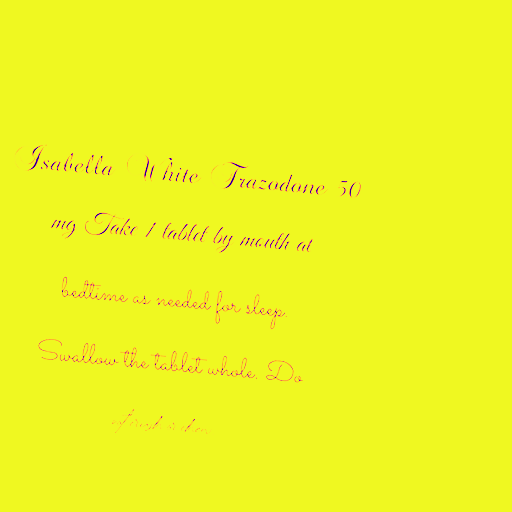 Isabella White Trazodone 50
mg Take 1 tablet by mouth at
bedtime as needed for sleep.
Swallow the tablet whole. Do